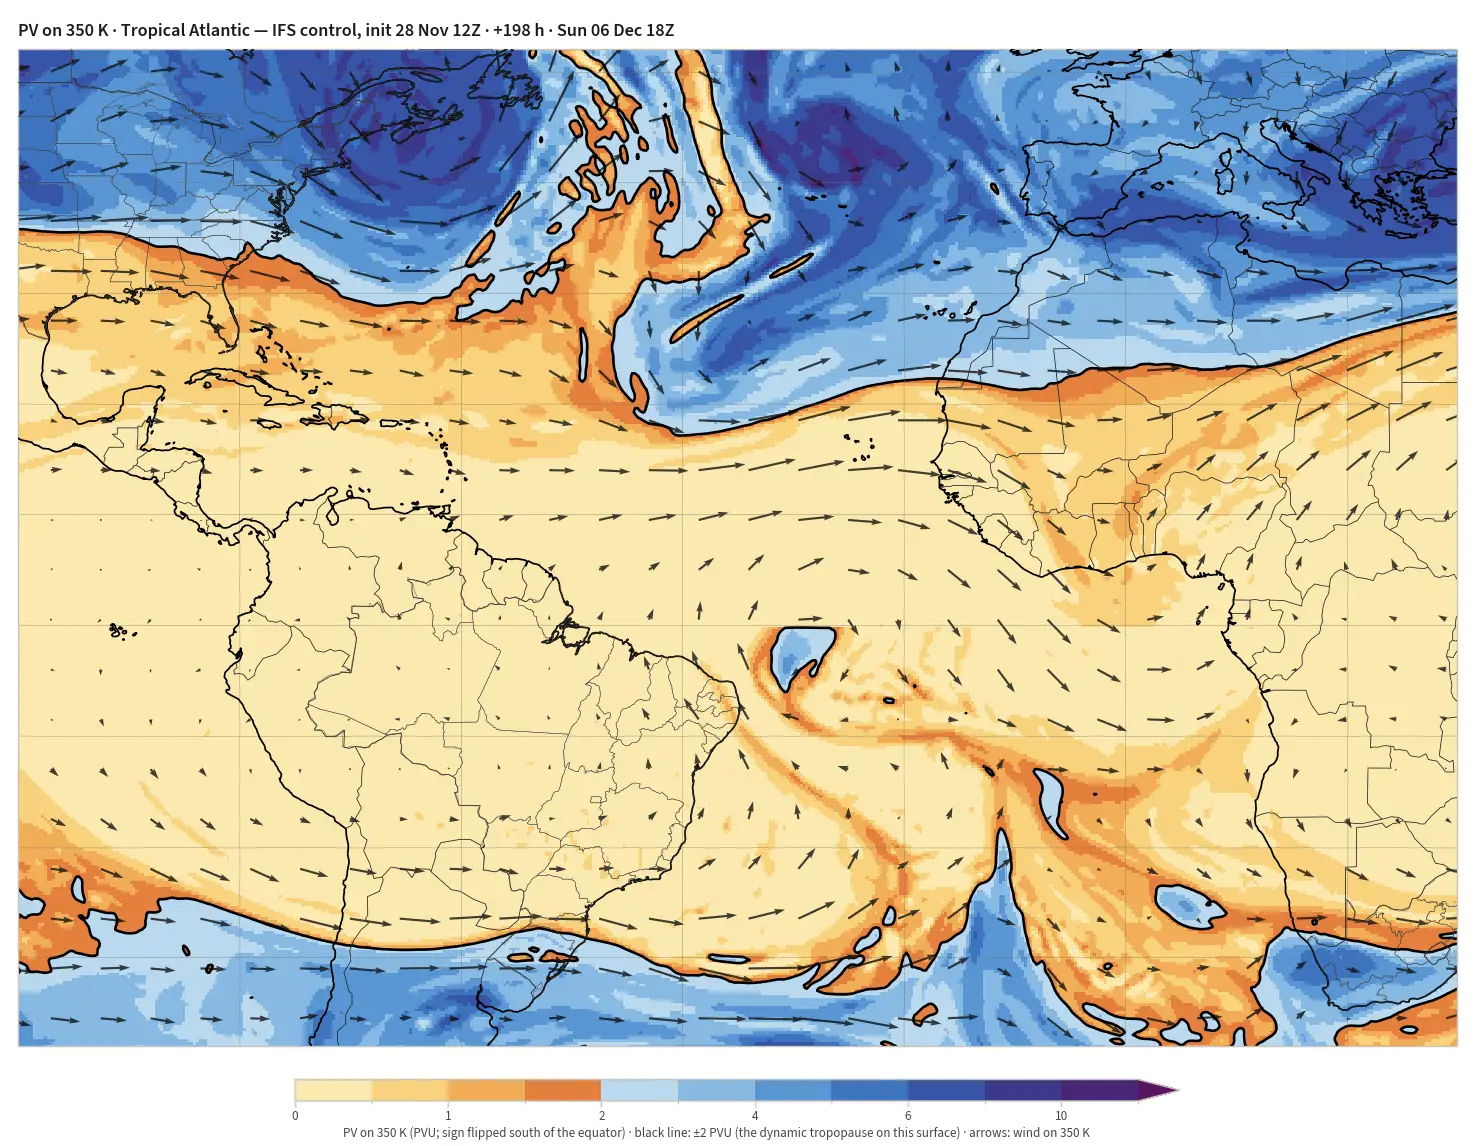 PV on 350 K · Tropical Atlantic — IFS control, init 28 Nov 12Z · +198 h · Sun 06 Dec 18Z
0 1 2 4 6 10
PV on 350 K (PVU; sign flipped south of the equator) · black line: ±2 PVU (the dynamic tropopause on this surface) · arrows: wind on 350 K